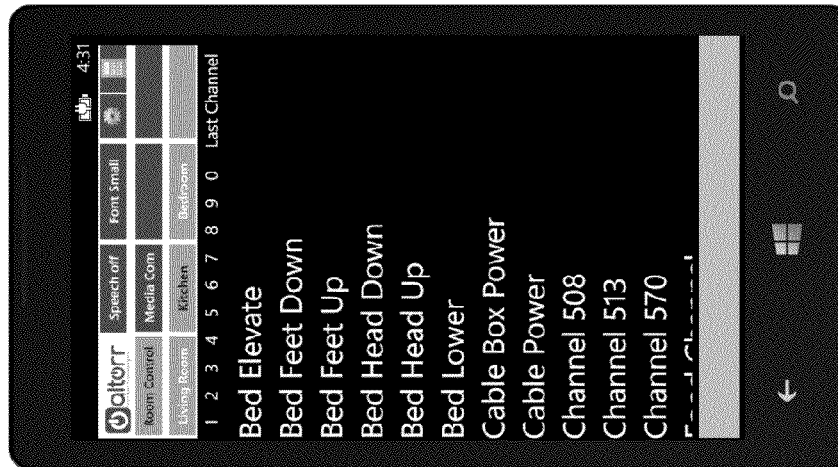 4:31
altorr Speech off Font Small
Room Control Media Com
Living Room Kitchen Bedroom
1 2 3 4 5 6 7 8 9 0 Last Channel
Bed Elevate
Bed Feet Down
Bed Feet Up
Bed Head Down
Bed Head Up
Bed Lower
Cable Box Power
Cable Power
Channel 508
Channel 513
Channel 570